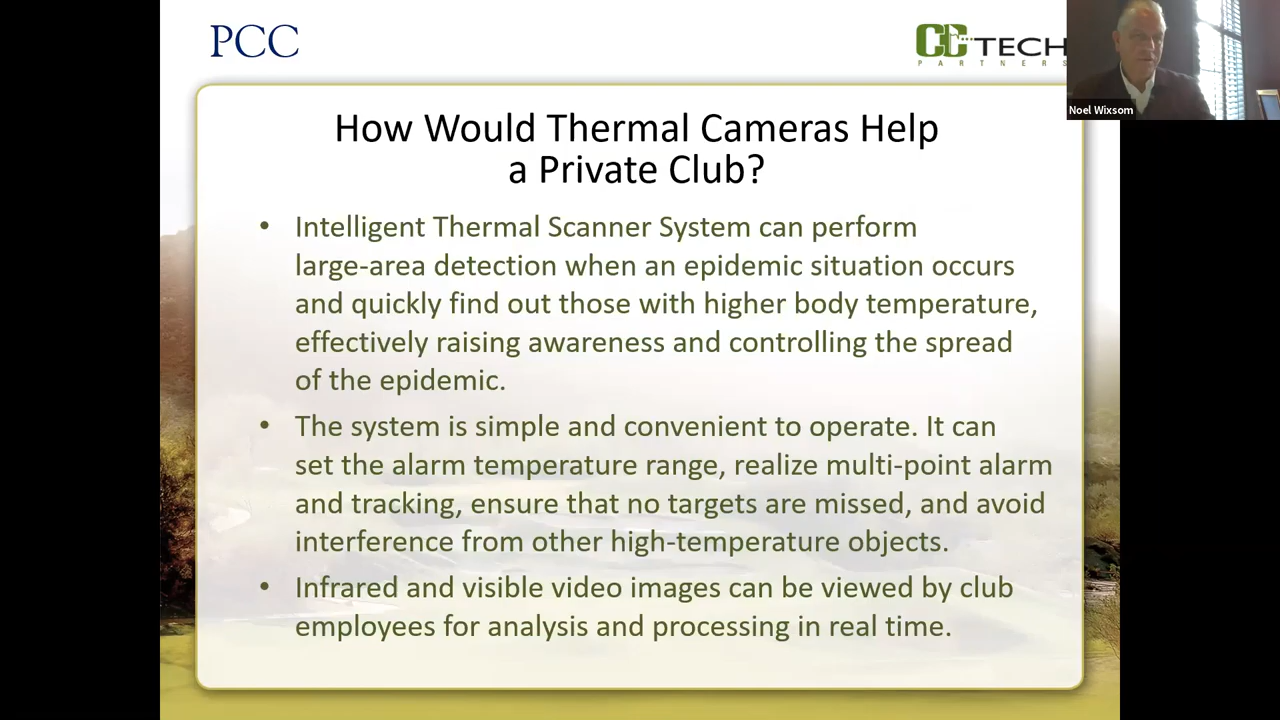 PCC
CC TECH
PARTNERS
Noel Wixsom
How Would Thermal Cameras Help
a Private Club?
• Intelligent Thermal Scanner System can perform
large-area detection when an epidemic situation occurs
and quickly find out those with higher body temperature,
effectively raising awareness and controlling the spread
of the epidemic.
• The system is simple and convenient to operate. It can
set the alarm temperature range, realize multi-point alarm
and tracking, ensure that no targets are missed, and avoid
interference from other high-temperature objects.
• Infrared and visible video images can be viewed by club
employees for analysis and processing in real time.